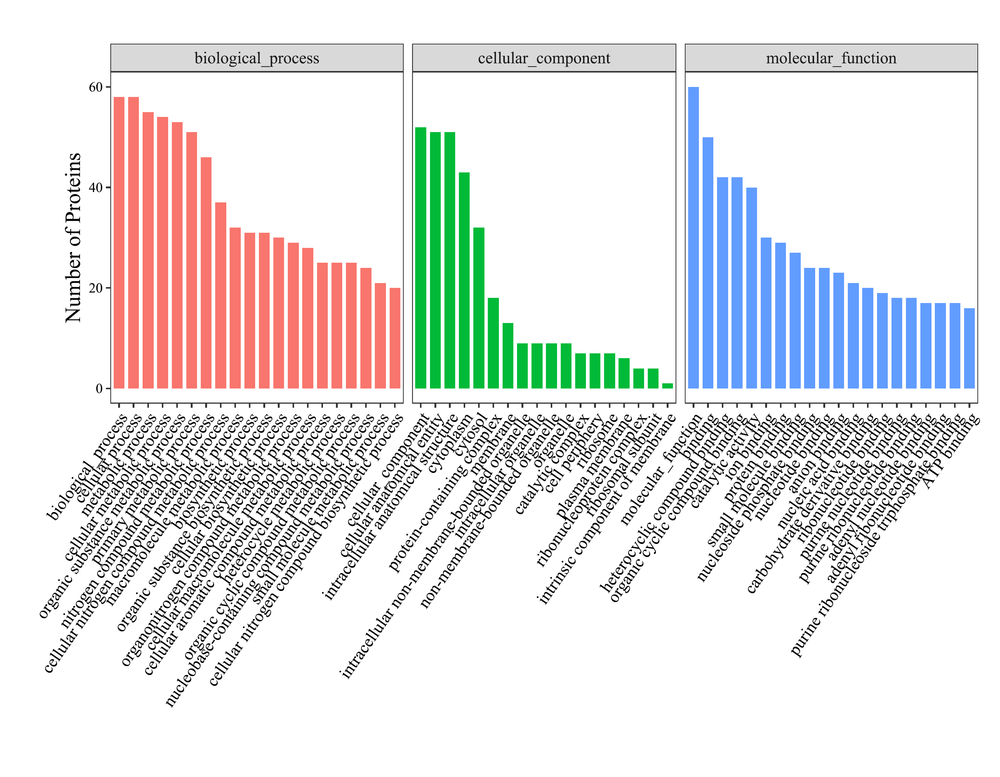 biological_process
cellular_component
molecular_function
Number of Proteins
60
40
20
0
biological_process
cellular process
metabolic process
cellular metabolic process
organic substance metabolic process
primary metabolic process
nitrogen compound metabolic process
cellular nitrogen compound metabolic process
macromolecule metabolic process
biosynthetic process
organic substance biosynthetic process
cellular biosynthetic process
organonitrogen compound metabolic process
cellular macromolecule metabolic process
cellular aromatic compound metabolic process
heterocycle metabolic process
organic cyclic compound metabolic process
nucleobase-containing compound metabolic process
small molecule metabolic process
cellular nitrogen compound biosynthetic process
cellular_component
cellular anatomical entity
intracellular anatomical structure
cytoplasm
cytosol
protein-containing complex
membrane
intracellular non-membrane-bounded organelle
intracellular organelle
non-membrane-bounded organelle
organelle
catalytic complex
cell periphery
ribosome
plasma membrane
ribonucleoprotein complex
ribosomal subunit
intrinsic component of membrane
molecular_function
binding
heterocyclic compound binding
organic cyclic compound binding
catalytic activity
ion binding
protein binding
small molecule binding
nucleoside phosphate binding
nucleotide binding
anion binding
nucleic acid binding
carbohydrate derivative binding
ribonucleotide binding
purine nucleotide binding
purine ribonucleotide binding
adenyl nucleotide binding
adenyl ribonucleotide binding
purine ribonucleoside triphosphate binding
ATP binding